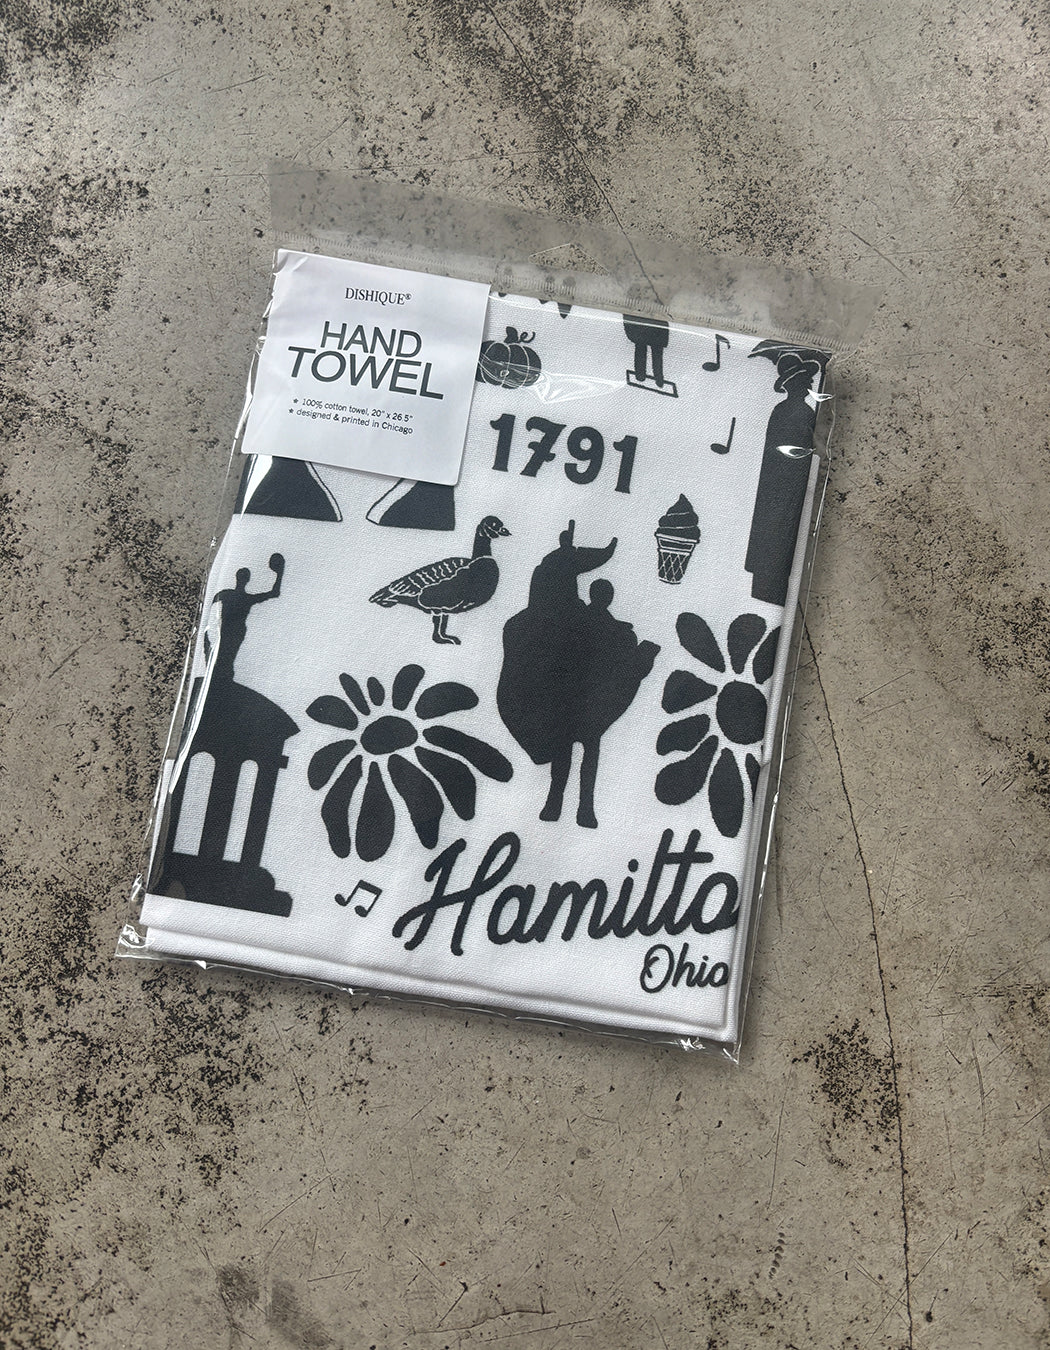 DISHIQUE®
HAND
TOWEL
* 100% cotton towel, 20" x 26.5"
* designed & printed in Chicago
1791
Hamilto
Ohio